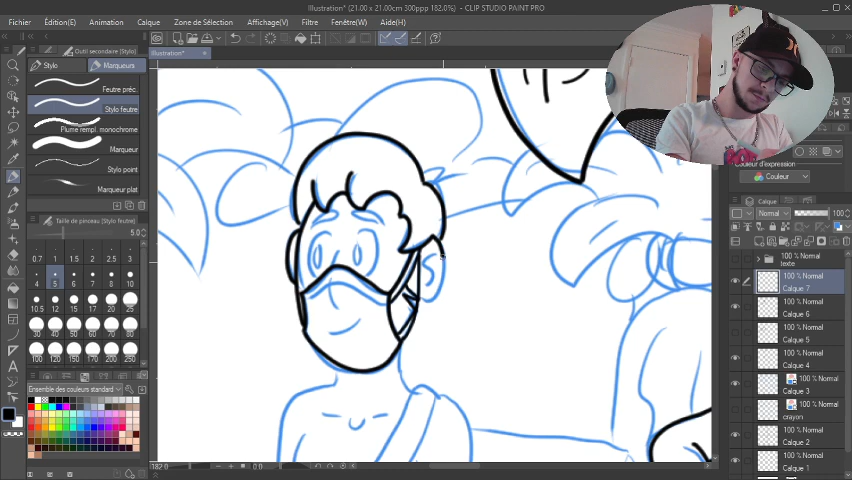 Illustration* (21.00 x 21.00cm 300ppp 182.0%) - CLIP STUDIO PAINT PRO
Fichier Édition(E) Animation Calque Zone de Sélection Affichage(V) Filtre Fenêtre(W) Aide(H)
Outil secondaire (Stylo)
Illustration*
Stylo Marqueurs
Feutre préc.
Stylo feutre
Plume rempl. monochrome
Marqueur
Stylo point
Marqueur plat
Taille de pinceau (Stylo feutre)
5.0
0.7 1 1.5 2 2.5 3
4 5 6 7 8 10
10.5 12 15 17 20 25
30 40 50 60 70 80
100 120 150 170 200 250
Ensemble des couleurs standard
182.0 0.0
Couleur d'expression
Couleur
Calque
Normal 100
100 % Normal
texte
100 % Normal
Calque 7
100 % Normal
Calque 6
100 % Normal
Calque 5
100 % Normal
Calque 4
100 % Normal
Calque 3
100 % Normal
crayon
100 % Normal
Calque 2
100 % Normal
Calque 1